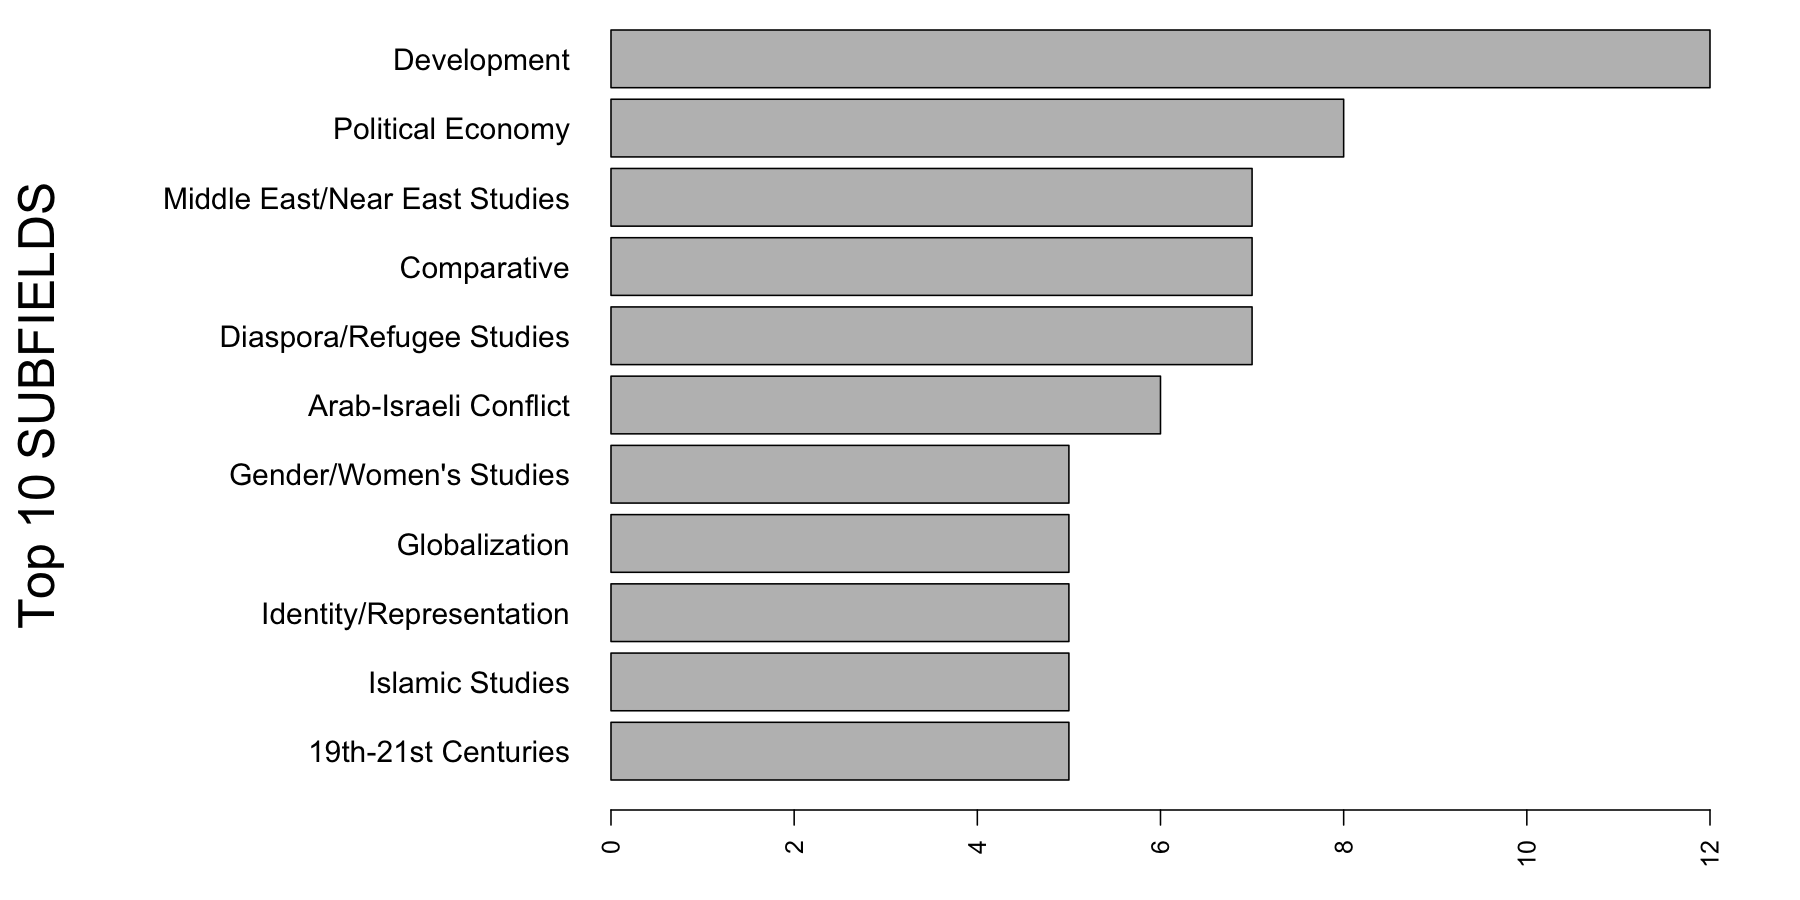 Top 10 SUBFIELDS
Development
Political Economy
Middle East/Near East Studies
Comparative
Diaspora/Refugee Studies
Arab-Israeli Conflict
Gender/Women's Studies
Globalization
Identity/Representation
Islamic Studies
19th-21st Centuries
0 2 4 6 8 10 12